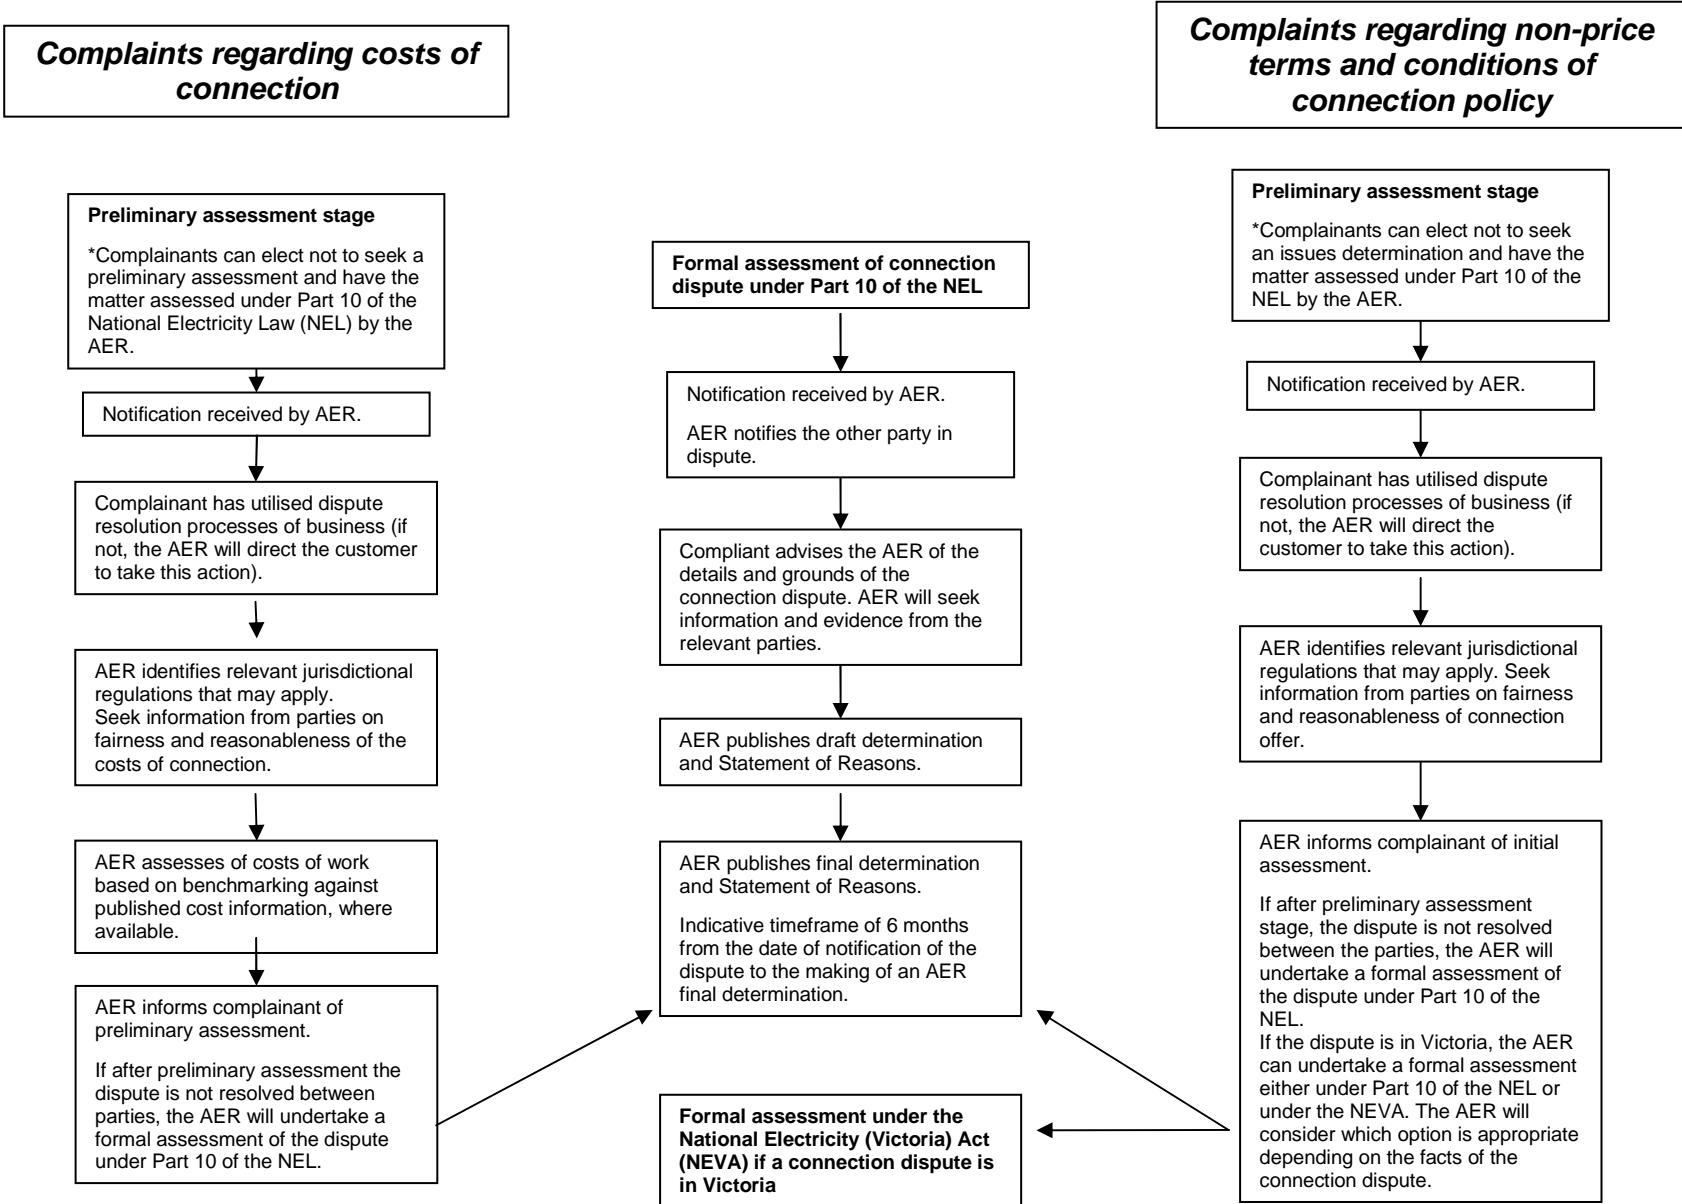 Complaints regarding costs of
connection
Complaints regarding non-price
terms and conditions of
connection policy
Preliminary assessment stage
*Complainants can elect not to seek a
preliminary assessment and have the
matter assessed under Part 10 of the
National Electricity Law (NEL) by the
AER.
Notification received by AER.
Complainant has utilised dispute
resolution processes of business (if
not, the AER will direct the customer
to take this action).
AER identifies relevant jurisdictional
regulations that may apply.
Seek information from parties on
fairness and reasonableness of the
costs of connection.
AER assesses of costs of work
based on benchmarking against
published cost information, where
available.
AER informs complainant of
preliminary assessment.
If after preliminary assessment the
dispute is not resolved between
parties, the AER will undertake a
formal assessment of the dispute
under Part 10 of the NEL.
Formal assessment of connection
dispute under Part 10 of the NEL
Notification received by AER.
AER notifies the other party in
dispute.
Compliant advises the AER of the
details and grounds of the
connection dispute. AER will seek
information and evidence from the
relevant parties.
AER publishes draft determination
and Statement of Reasons.
AER publishes final determination
and Statement of Reasons.
Indicative timeframe of 6 months
from the date of notification of the
dispute to the making of an AER
final determination.
Formal assessment under the
National Electricity (Victoria) Act
(NEVA) if a connection dispute is
in Victoria
Preliminary assessment stage
*Complainants can elect not to seek
an issues determination and have the
matter assessed under Part 10 of the
NEL by the AER.
Notification received by AER.
Complainant has utilised dispute
resolution processes of business (if
not, the AER will direct the
customer to take this action).
AER identifies relevant jurisdictional
regulations that may apply. Seek
information from parties on fairness
and reasonableness of connection
offer.
AER informs complainant of initial
assessment.
If after preliminary assessment
stage, the dispute is not resolved
between the parties, the AER will
undertake a formal assessment of
the dispute under Part 10 of the
NEL.
If the dispute is in Victoria, the AER
can undertake a formal assessment
either under Part 10 of the NEL or
under the NEVA. The AER will
consider which option is appropriate
depending on the facts of the
connection dispute.